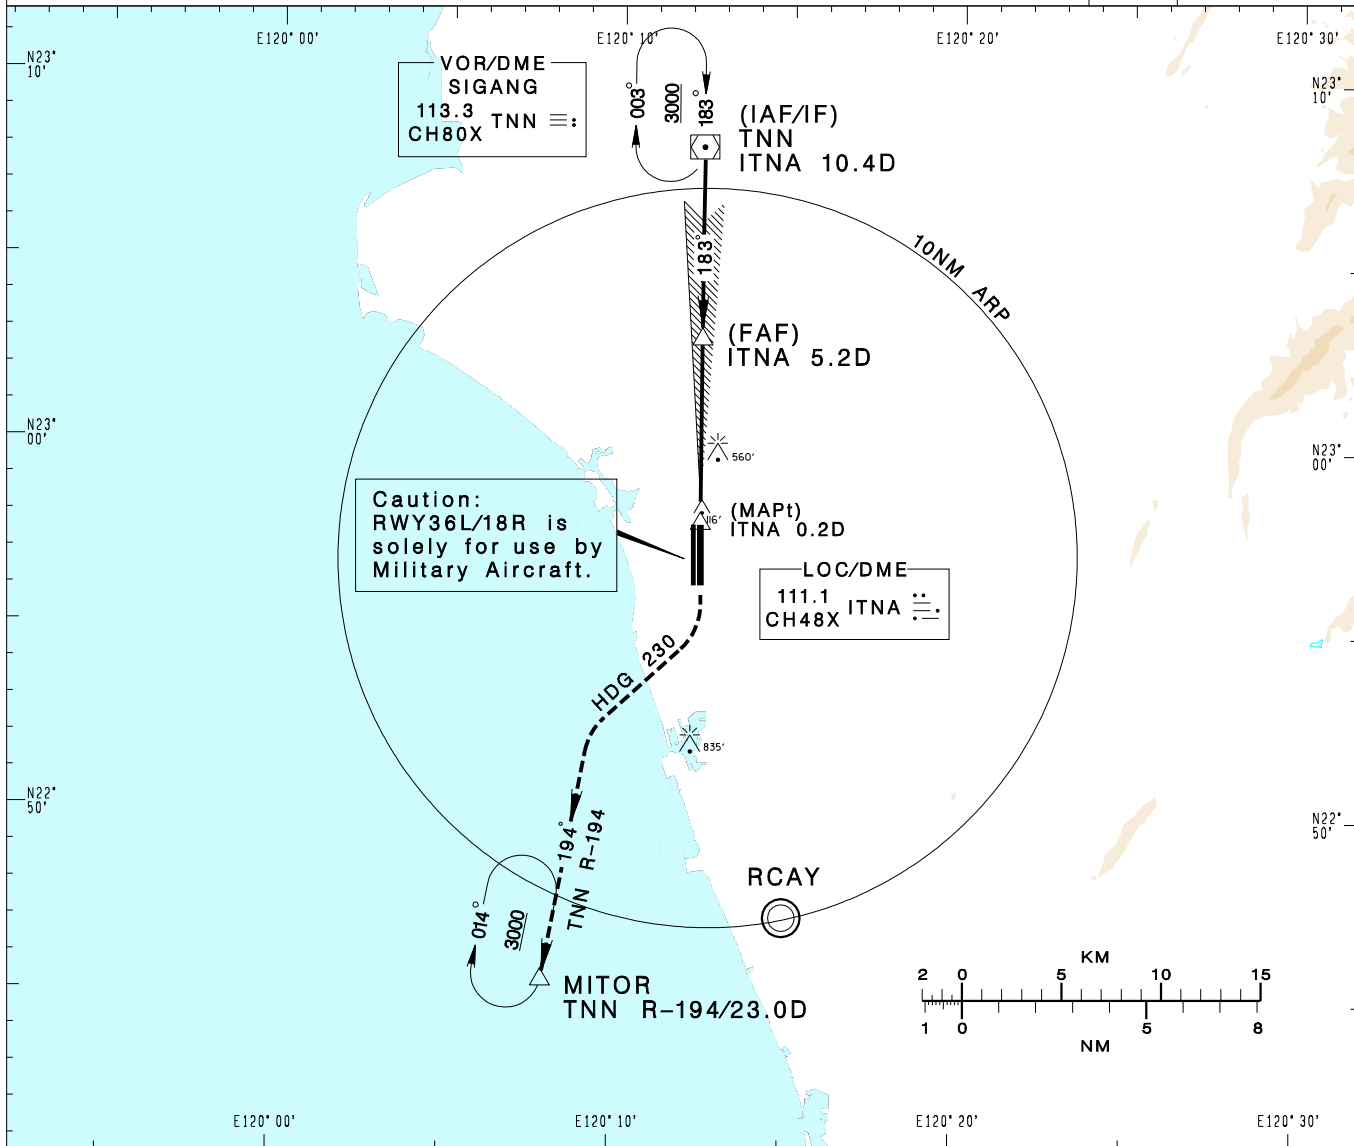 E120° 00'
E120° 10'
E120° 20'
E120° 30'
N23°
10'
N23°
10'
VOR/DME
SIGANG
113.3
CH80X
TNN
003°
3000
183°
(IAF/IF)
TNN
ITNA 10.4D
183°
10NM ARP
(FAF)
ITNA 5.2D
N23°
00'
N23°
00'
560'
Caution:
RWY36L/18R is
solely for use by
Military Aircraft.
116'
(MAPt)
ITNA 0.2D
LOC/DME
111.1
CH48X
ITNA
HDG 230
835'
N22°
50'
N22°
50'
194°
TNN R-194
RCAY
014°
3000
MITOR
TNN R-194/23.0D
KM
2 0 5 10 15
1 0 5 8
NM
E120° 00'
E120° 10'
E120° 20'
E120° 30'